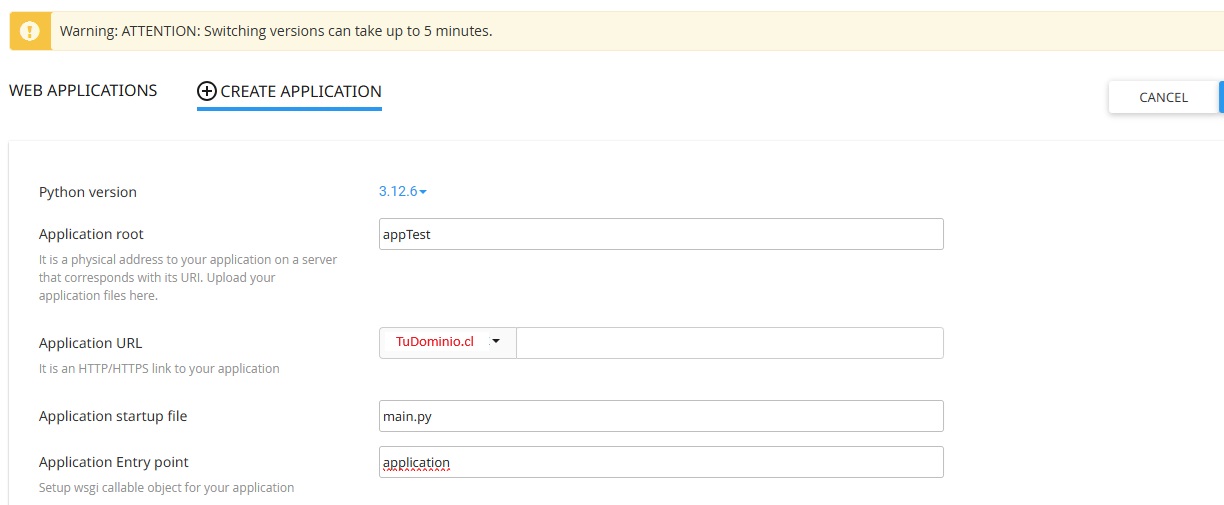 Warning: ATTENTION: Switching versions can take up to 5 minutes.
WEB APPLICATIONS
CREATE APPLICATION
CANCEL
Python version
3.12.6
Application root
appTest
It is a physical address to your application on a server
that corresponds with its URI. Upload your
application files here.
Application URL
TuDominio.cl
It is an HTTP/HTTPS link to your application
Application startup file
main.py
Application Entry point
application
Setup wsgi callable object for your application